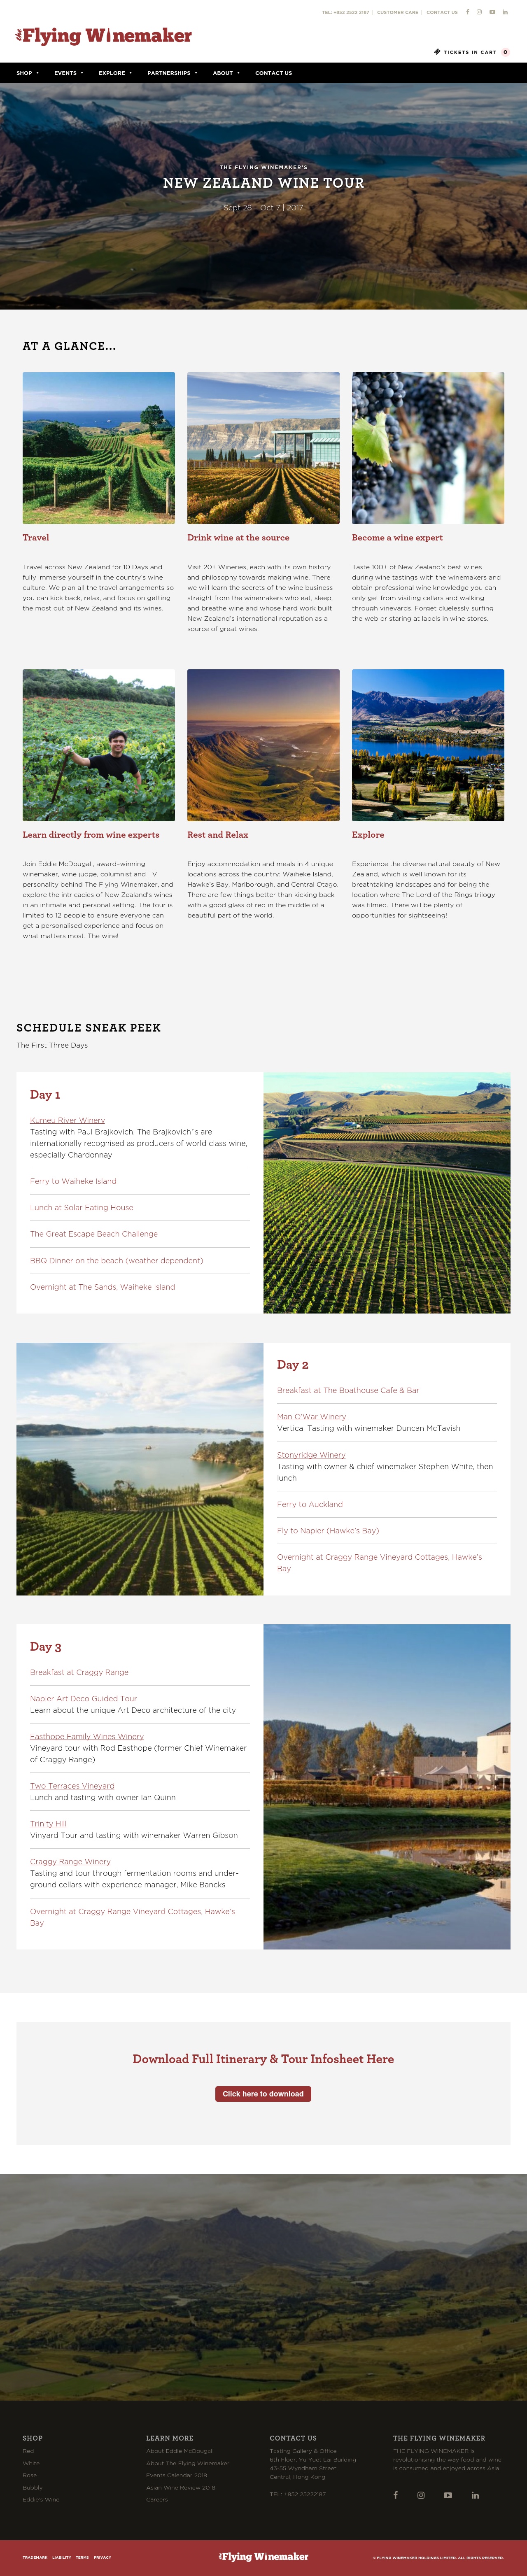 TEL: +852 2522 2187 | CUSTOMER CARE | CONTACT US
the Flying Winemaker
TICKETS IN CART 0
SHOP EVENTS EXPLORE PARTNERSHIPS ABOUT CONTACT US
THE FLYING WINEMAKER'S
NEW ZEALAND WINE TOUR
Sept 28 - Oct 7 | 2017
AT A GLANCE...
Travel
Travel across New Zealand for 10 Days and
fully immerse yourself in the country's wine
culture. We plan all the travel arrangements so
you can kick back, relax, and focus on getting
the most out of New Zealand and its wines.
Drink wine at the source
Visit 20+ Wineries, each with its own history
and philosophy towards making wine. There
we will learn the secrets of the wine business
straight from the winemakers who eat, sleep,
and breathe wine and whose hard work built
New Zealand's international reputation as a
source of great wines.
Become a wine expert
Taste 100+ of New Zealand's best wines
during wine tastings with the winemakers and
obtain professional wine knowledge you can
only get from visiting cellars and walking
through vineyards. Forget cluelessly surfing
the web or staring at labels in wine stores.
Learn directly from wine experts
Join Eddie McDougall, award-winning
winemaker, wine judge, columnist and TV
personality behind The Flying Winemaker, and
explore the intricacies of New Zealand's wines
in an intimate and personal setting. The tour is
limited to 12 people to ensure everyone can
get a personalised experience and focus on
what matters most. The wine!
Rest and Relax
Enjoy accommodation and meals in 4 unique
locations across the country: Waiheke Island,
Hawke's Bay, Marlborough, and Central Otago.
There are few things better than kicking back
with a good glass of red in the middle of a
beautiful part of the world.
Explore
Experience the diverse natural beauty of New
Zealand, which is well known for its
breathtaking landscapes and for being the
location where The Lord of the Rings trilogy
was filmed. There will be plenty of
opportunities for sightseeing!
SCHEDULE SNEAK PEEK
The First Three Days
Day 1
Kumeu River Winery
Tasting with Paul Brajkovich. The Brajkovich`s are
internationally recognised as producers of world class wine,
especially Chardonnay
Ferry to Waiheke Island
Lunch at Solar Eating House
The Great Escape Beach Challenge
BBQ Dinner on the beach (weather dependent)
Overnight at The Sands, Waiheke Island
Day 2
Breakfast at The Boathouse Cafe & Bar
Man O'War Winery
Vertical Tasting with winemaker Duncan McTavish
Stonyridge Winery
Tasting with owner & chief winemaker Stephen White, then
lunch
Ferry to Auckland
Fly to Napier (Hawke's Bay)
Overnight at Craggy Range Vineyard Cottages, Hawke's
Bay
Day 3
Breakfast at Craggy Range
Napier Art Deco Guided Tour
Learn about the unique Art Deco architecture of the city
Easthope Family Wines Winery
Vineyard tour with Rod Easthope (former Chief Winemaker
of Craggy Range)
Two Terraces Vineyard
Lunch and tasting with owner Ian Quinn
Trinity Hill
Vinyard Tour and tasting with winemaker Warren Gibson
Craggy Range Winery
Tasting and tour through fermentation rooms and under-
ground cellars with experience manager, Mike Bancks
Overnight at Craggy Range Vineyard Cottages, Hawke's
Bay
Download Full Itinerary & Tour Infosheet Here
Click here to download
SHOP
Red
White
Rose
Bubbly
Eddie's Wine
LEARN MORE
About Eddie McDougall
About The Flying Winemaker
Events Calendar 2018
Asian Wine Review 2018
Careers
CONTACT US
Tasting Gallery & Office
6th Floor, Yu Yuet Lai Building
43-55 Wyndham Street
Central, Hong Kong
TEL: +852 25222187
THE FLYING WINEMAKER
THE FLYING WINEMAKER is
revolutionising the way food and wine
is consumed and enjoyed across Asia.
TRADEMARK LIABILITY TERMS PRIVACY
the Flying Winemaker
© FLYING WINEMAKER HOLDINGS LIMITED. ALL RIGHTS RESERVED.